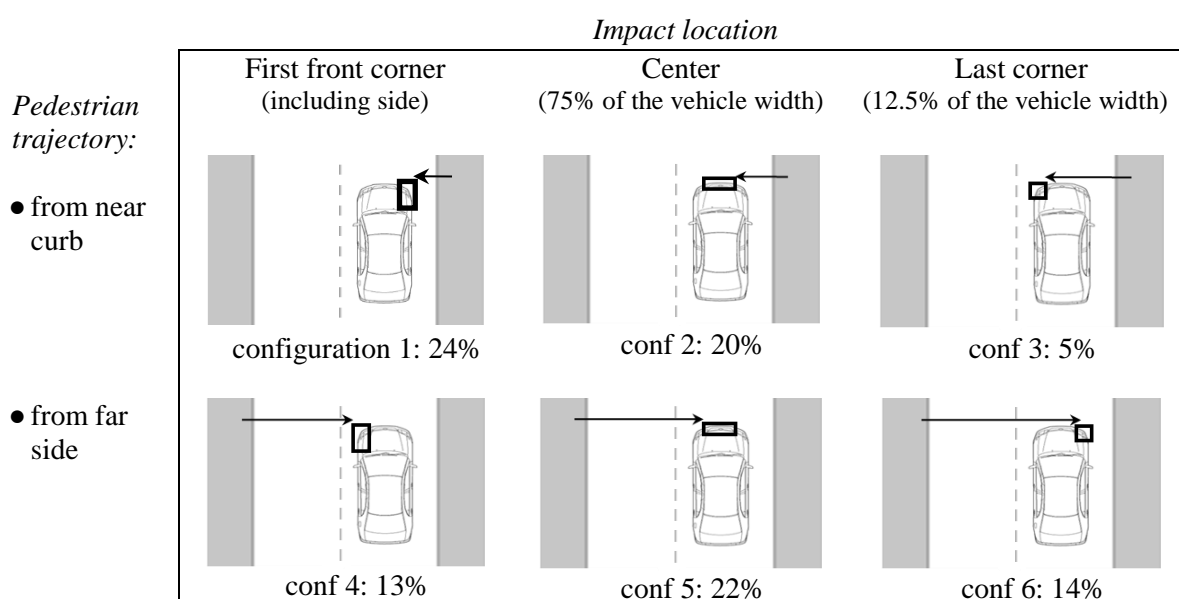 Impact location
First front corner
(including side)
Center
(75% of the vehicle width)
Last corner
(12.5% of the vehicle width)
Pedestrian
trajectory:
● from near
curb
configuration 1: 24%
conf 2: 20%
conf 3: 5%
● from far
side
conf 4: 13%
conf 5: 22%
conf 6: 14%